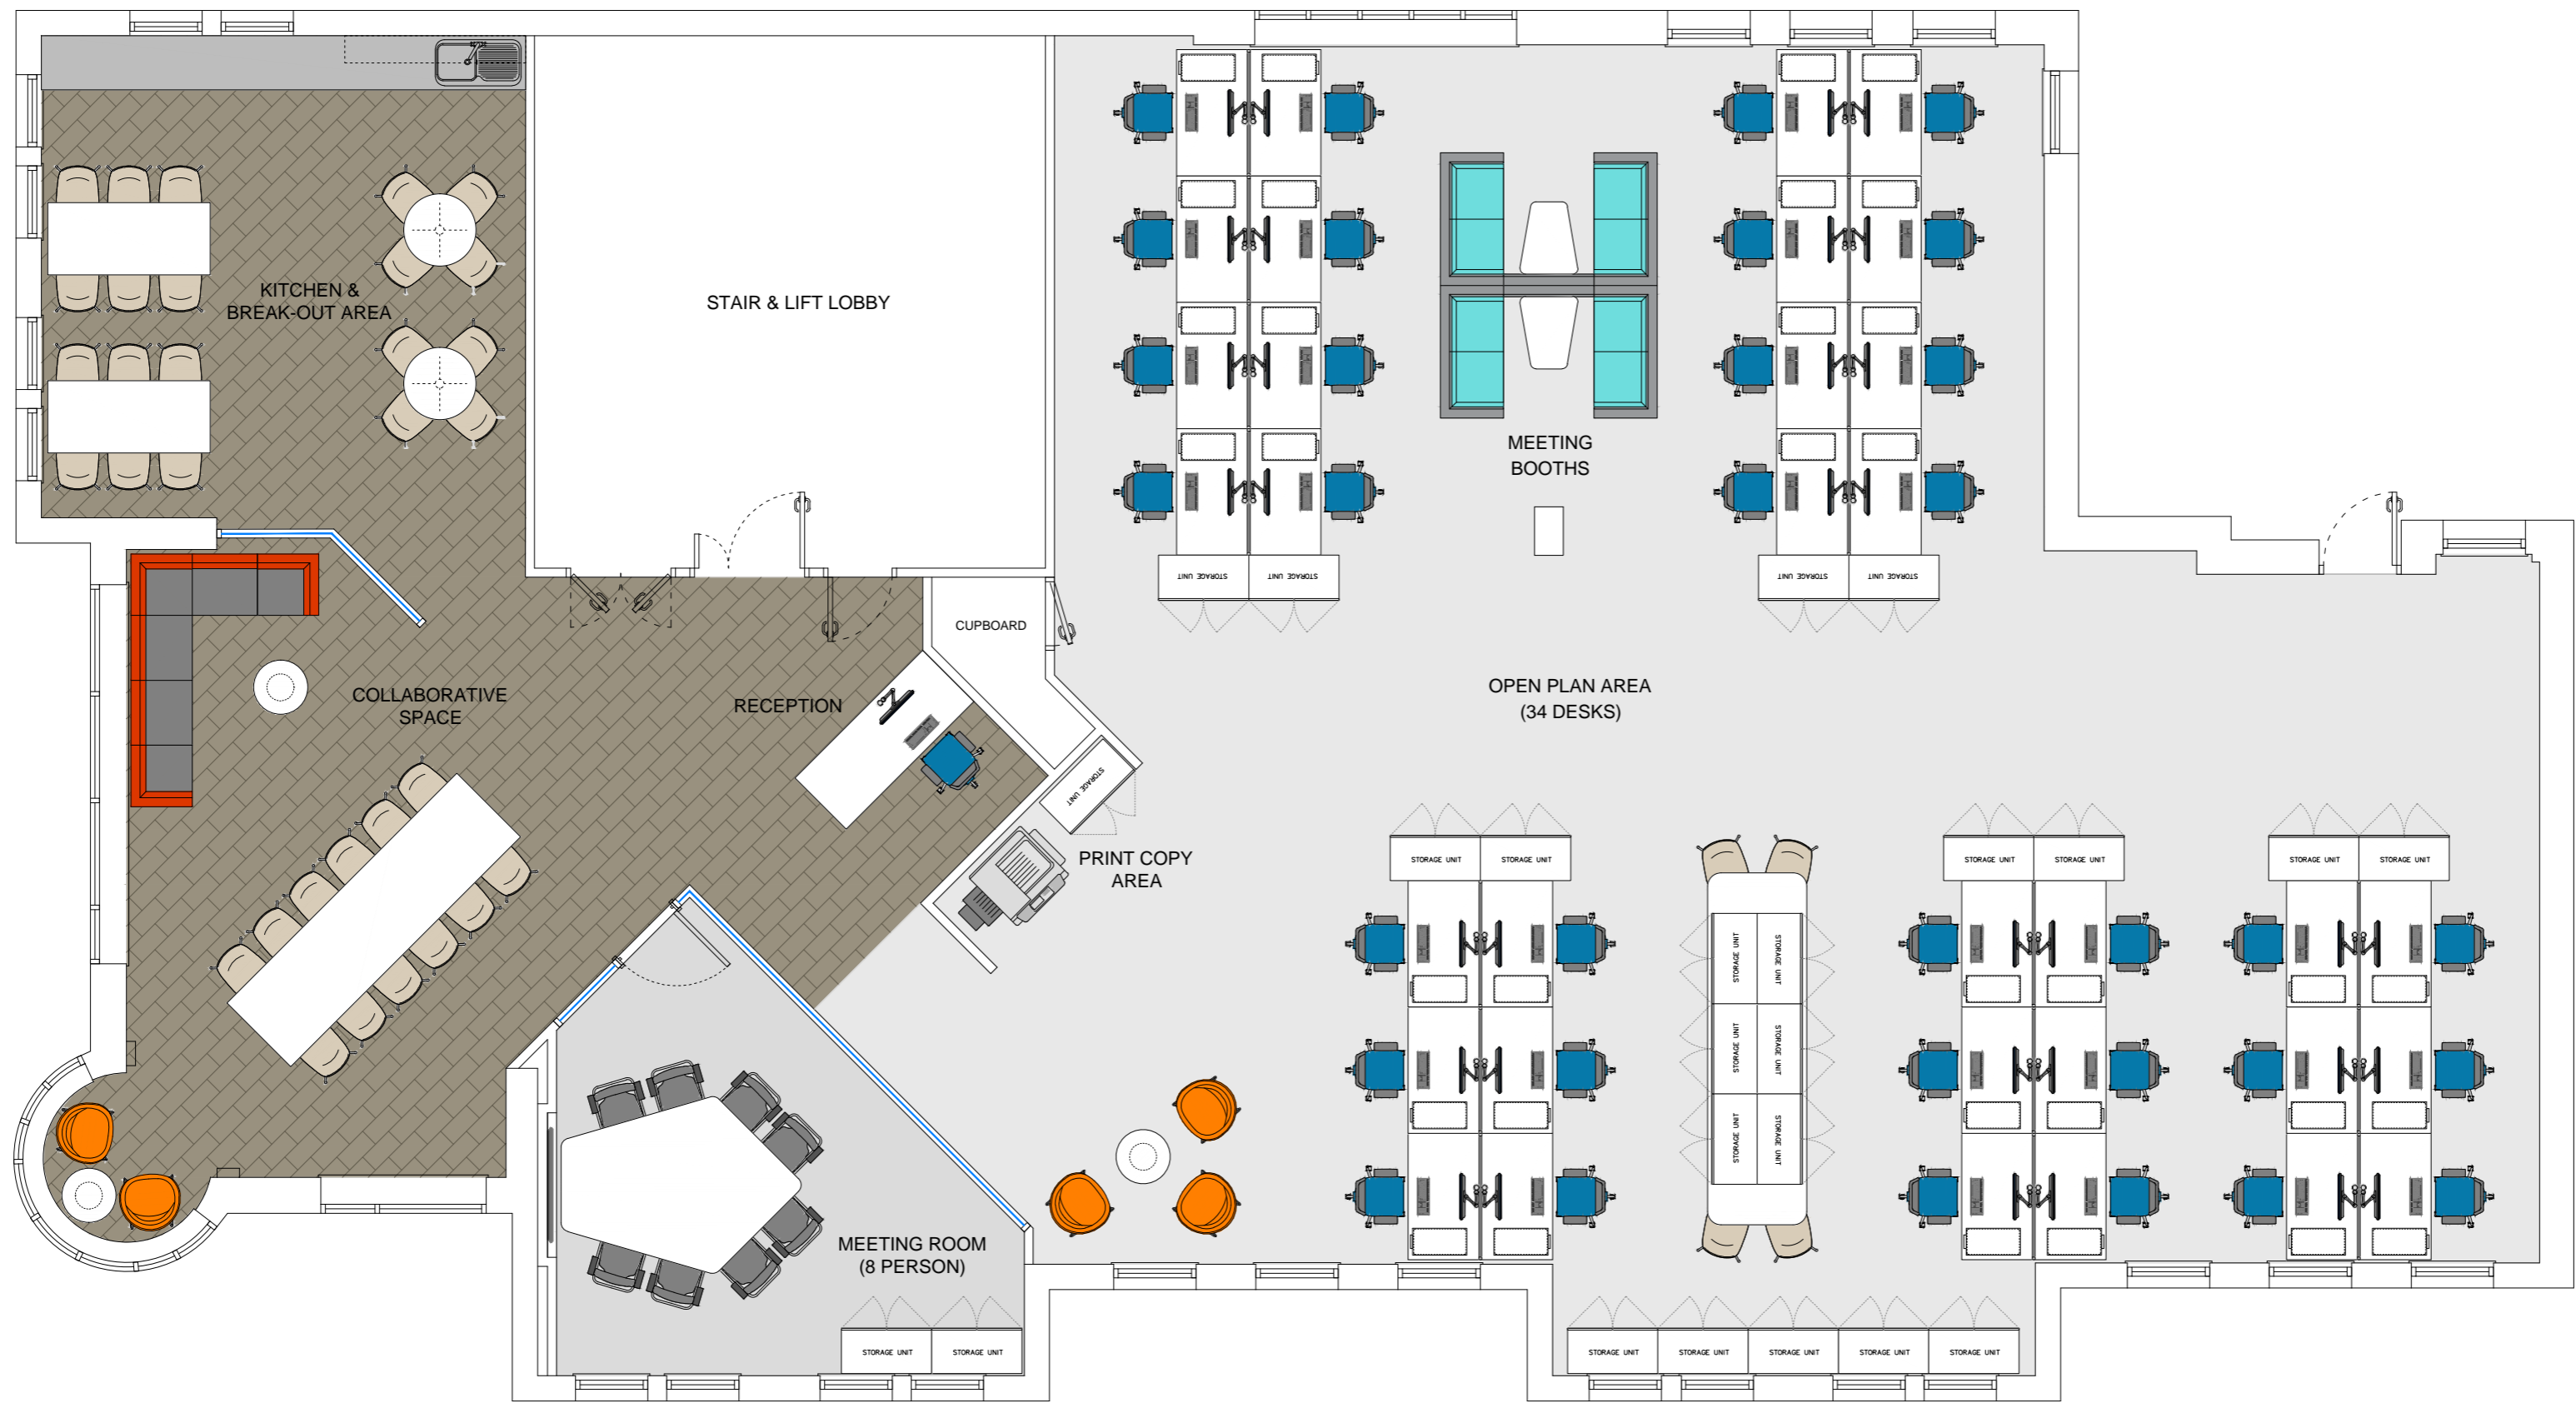 KITCHEN &
BREAK-OUT AREA
STAIR & LIFT LOBBY
MEETING
BOOTHS
STORAGE UNIT
STORAGE UNIT
STORAGE UNIT
STORAGE UNIT
CUPBOARD
COLLABORATIVE
SPACE
RECEPTION
OPEN PLAN AREA
(34 DESKS)
STORAGE UNIT
PRINT COPY
AREA
STORAGE UNIT
STORAGE UNIT
STORAGE UNIT
STORAGE UNIT
STORAGE UNIT
STORAGE UNIT
STORAGE UNIT
STORAGE UNIT
STORAGE UNIT
STORAGE UNIT
STORAGE UNIT
STORAGE UNIT
MEETING ROOM
(8 PERSON)
STORAGE UNIT
STORAGE UNIT
STORAGE UNIT
STORAGE UNIT
STORAGE UNIT
STORAGE UNIT
STORAGE UNIT